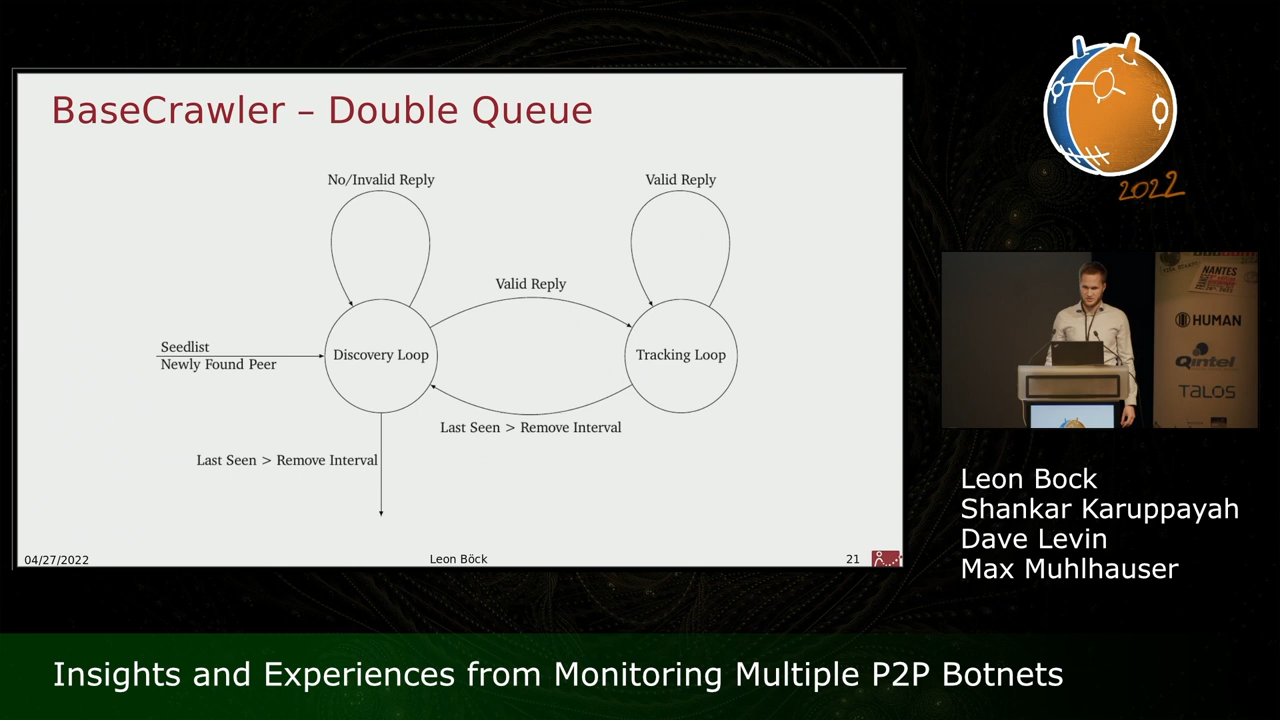 BaseCrawler – Double Queue
No/Invalid Reply
Valid Reply
Valid Reply
Seedlist
Newly Found Peer
Discovery Loop
Tracking Loop
Last Seen > Remove Interval
Last Seen > Remove Interval
04/27/2022
Leon Böck
21
2022
NANTES
HUMAN
Qintel
TALOS
Leon Bock
Shankar Karuppayah
Dave Levin
Max Muhlhauser
Insights and Experiences from Monitoring Multiple P2P Botnets